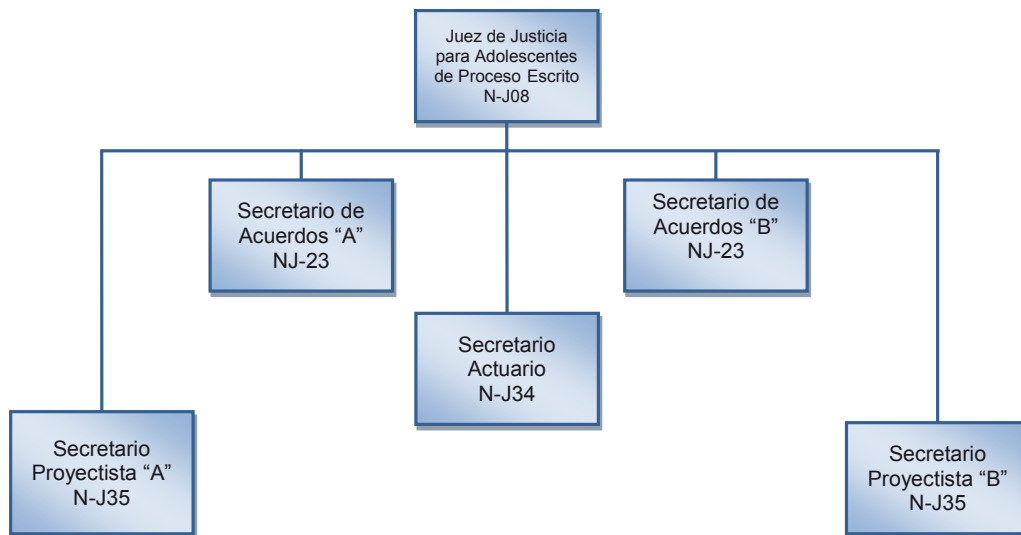 Juez de Justicia
para Adolescentes
de Proceso Escrito
N-J08
Secretario de
Acuerdos “A”
NJ-23
Secretario de
Acuerdos “B”
NJ-23
Secretario
Actuario
N-J34
Secretario
Proyectista “A”
N-J35
Secretario
Proyectista “B”
N-J35